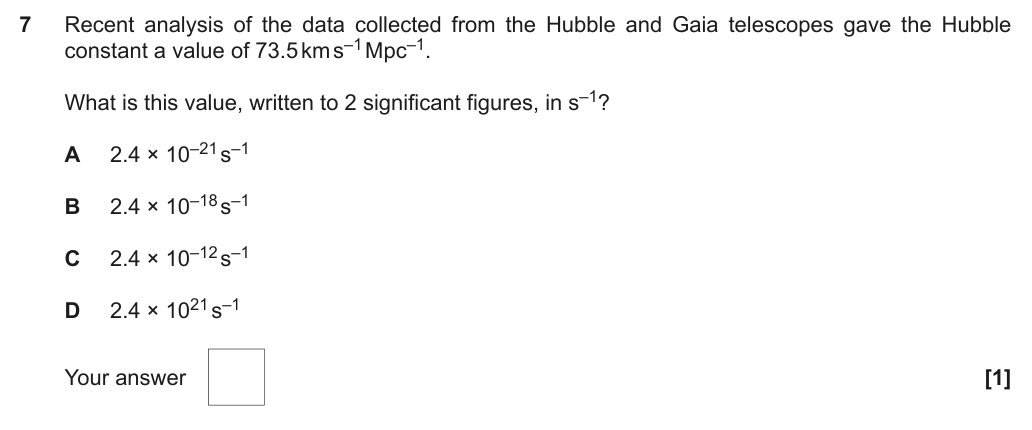 7 Recent analysis of the data collected from the Hubble and Gaia telescopes gave the Hubble
constant a value of 73.5 km s⁻¹ Mpc⁻¹.
What is this value, written to 2 significant figures, in s⁻¹?
A 2.4 × 10⁻²¹ s⁻¹
B 2.4 × 10⁻¹⁸ s⁻¹
C 2.4 × 10⁻¹² s⁻¹
D 2.4 × 10²¹ s⁻¹
Your answer [1]